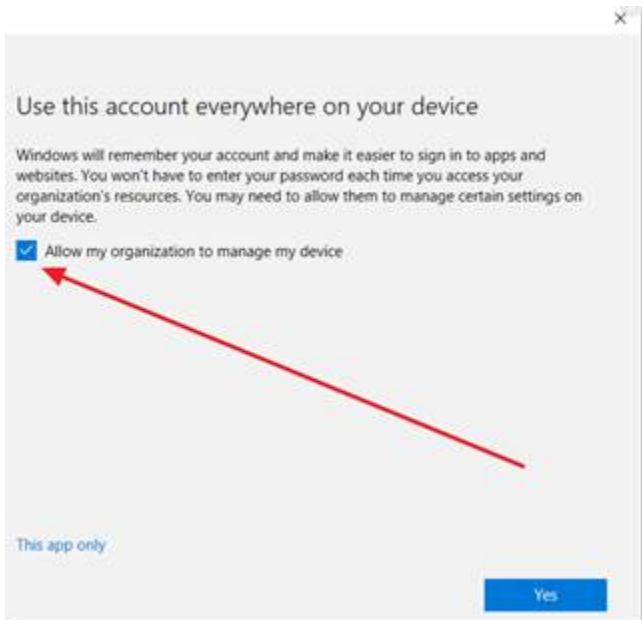 Use this account everywhere on your device
Windows will remember your account and make it easier to sign in to apps and
websites. You won't have to enter your password each time you access your
organization's resources. You may need to allow them to manage certain settings on
your device.
Allow my organization to manage my device
This app only
Yes